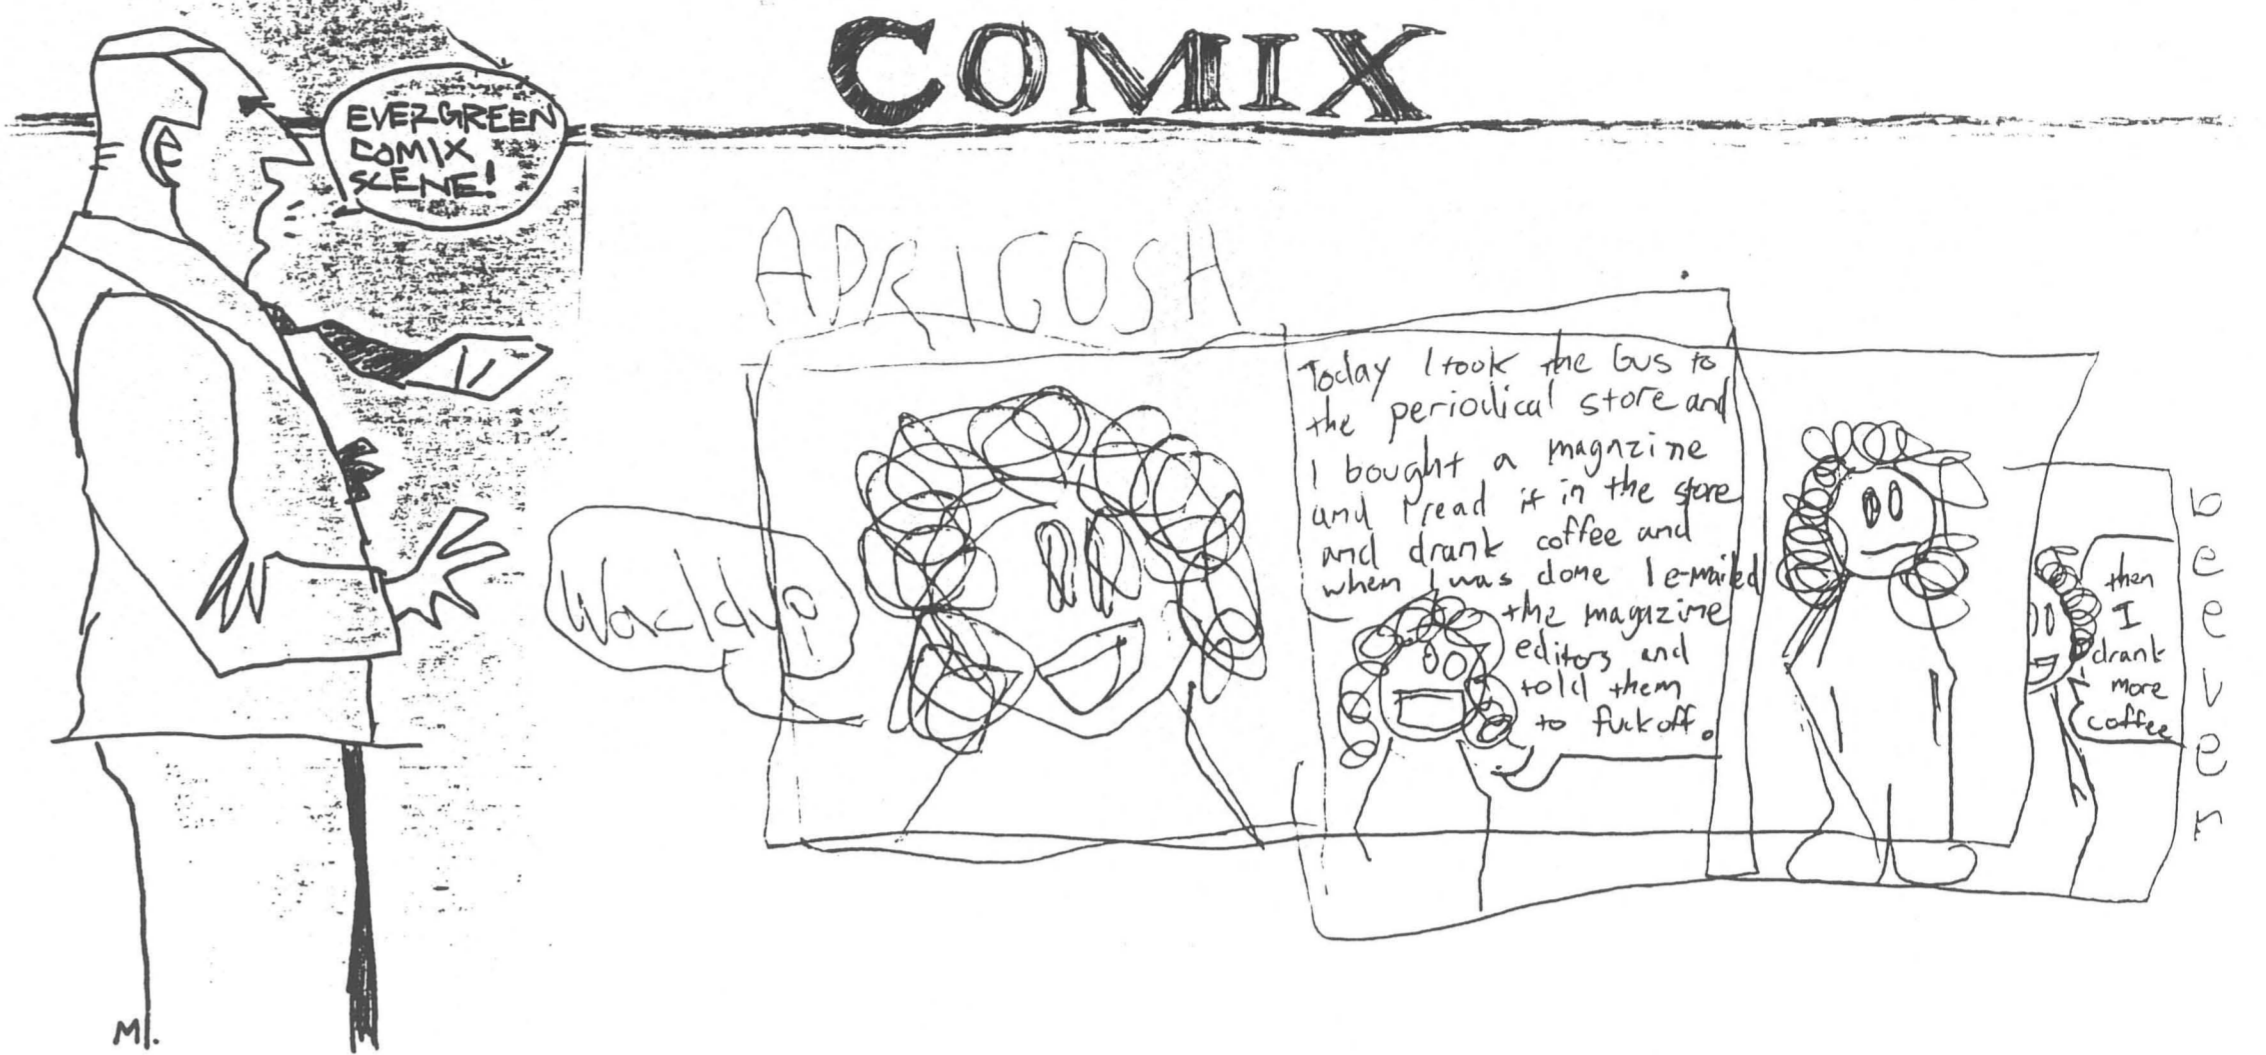 COMIX
EVERGREEN
COMIX
SCENE!
APRIGOSH
Today I took the bus to
the periodical store and
I bought a magazine
and I read it in the store
and drank coffee and
when I was done I e-mailed
the magazine
editors and
told them
to fuck off.
then
I
drank
more
coffee
beever
M.